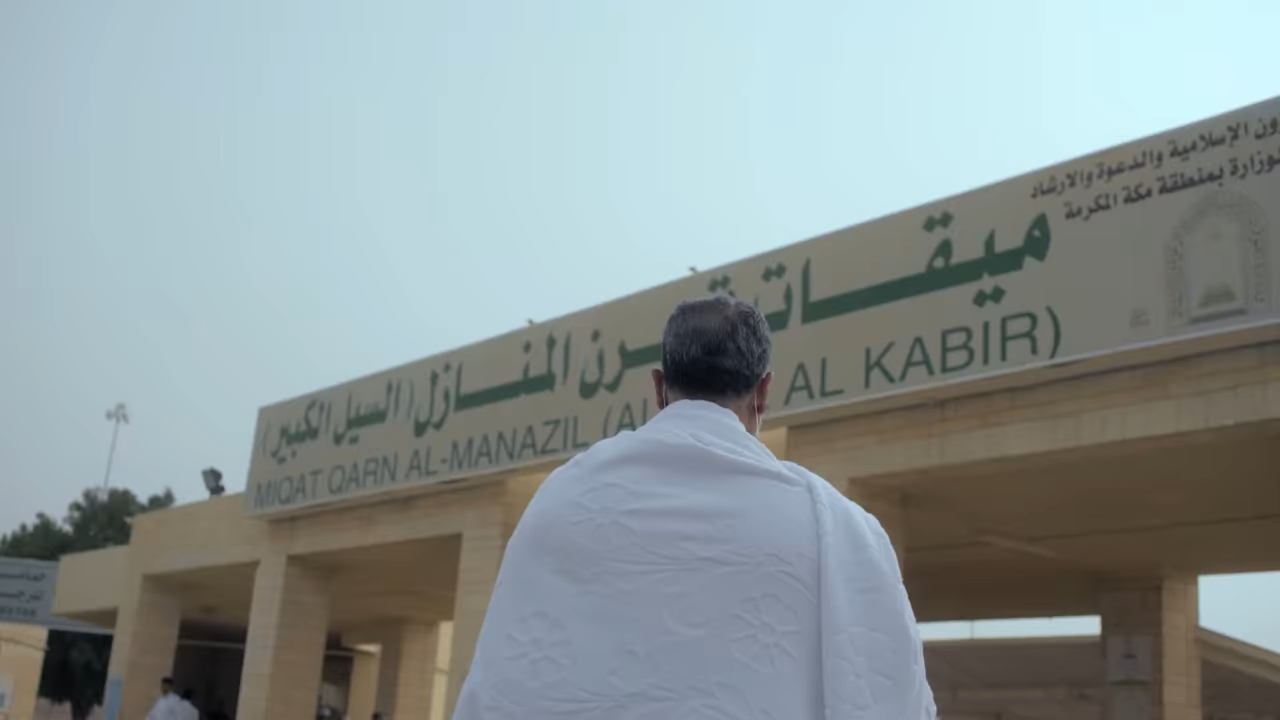 ون الإسلامية والدعوة والارشاد
لوزارة بمنطقة مكة المكرمة
ميقات قرن المنازل (السيل الكبير)
MIQAT QARN AL-MANAZIL (AL AL KABIR)